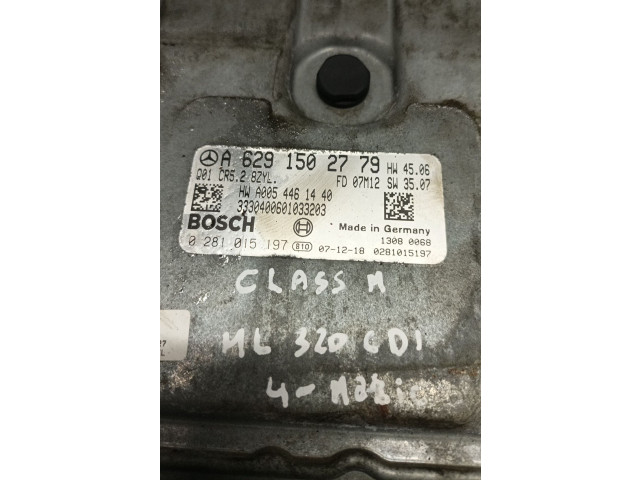 A 629 150 27 79 HW 45.06
Q01 CR5.2 8ZYL. FD 07M12 SW 35.07
HW A005 446 14 40
3330400601033203
BOSCH Made in Germany
1308 0068
0 281 015 197 810 07-12-18 0281015197
CLASS M
27
L
ML 320 CDI
4-